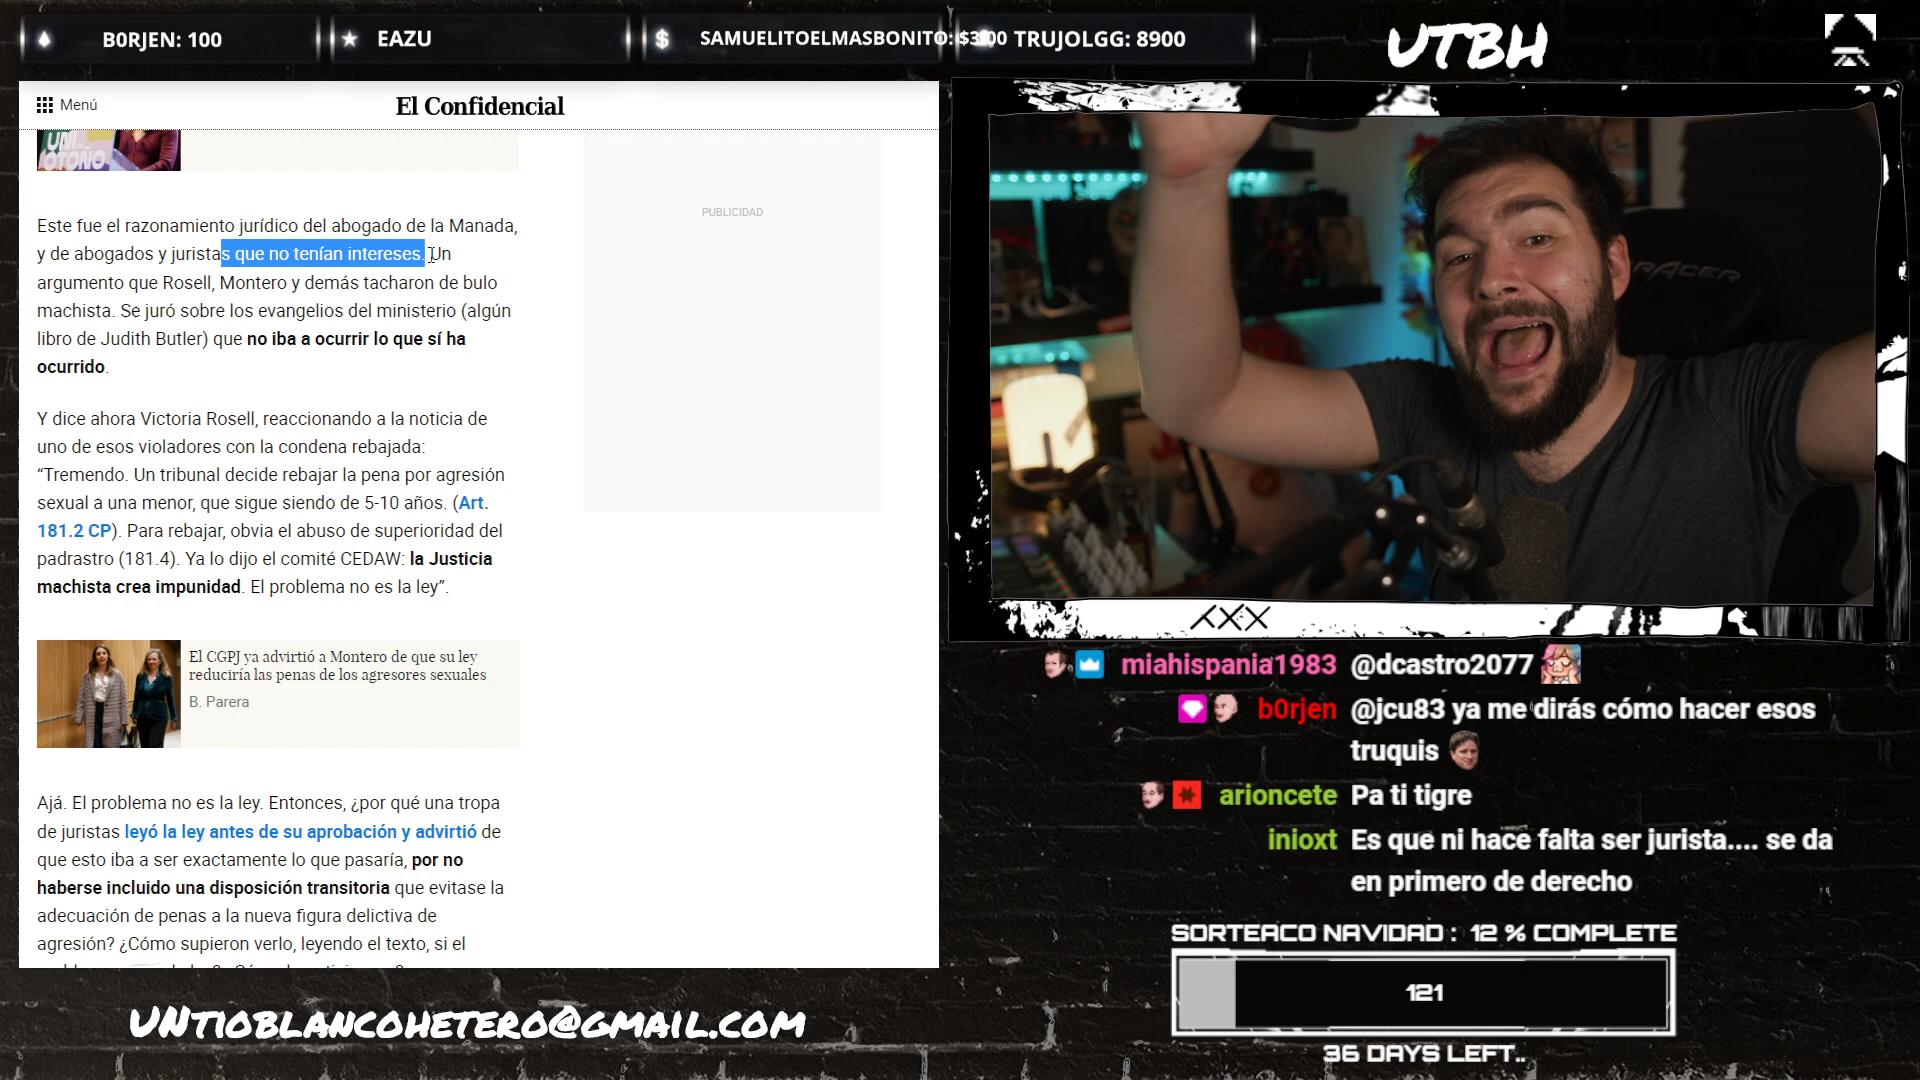 B0RJEN: 100
EAZU
SAMUELITOELMASBONITO: $3
TRUJOLGG: 8900
UTBH
Menú
El Confidencial
UNI
OTOÑO
PUBLICIDAD
Este fue el razonamiento jurídico del abogado de la Manada,
y de abogados y juristas que no tenían intereses. Un
argumento que Rosell, Montero y demás tacharon de bulo
machista. Se juró sobre los evangelios del ministerio (algún
libro de Judith Butler) que no iba a ocurrir lo que sí ha
ocurrido.
Y dice ahora Victoria Rosell, reaccionando a la noticia de
uno de esos violadores con la condena rebajada:
“Tremendo. Un tribunal decide rebajar la pena por agresión
sexual a una menor, que sigue siendo de 5-10 años. (Art.
181.2 CP). Para rebajar, obvia el abuso de superioridad del
padrastro (181.4). Ya lo dijo el comité CEDAW: la Justicia
machista crea impunidad. El problema no es la ley”.
El CGPJ ya advirtió a Montero de que su ley
reduciría las penas de los agresores sexuales
B. Parera
Ajá. El problema no es la ley. Entonces, ¿por qué una tropa
de juristas leyó la ley antes de su aprobación y advirtió de
que esto iba a ser exactamente lo que pasaría, por no
haberse incluido una disposición transitoria que evitase la
adecuación de penas a la nueva figura delictiva de
agresión? ¿Cómo supieron verlo, leyendo el texto, si el
UNTIOBLANCOHETERO@GMAIL.COM
RACER
XXX
miahispania1983 @dcastro2077
b0rjen @jcu83 ya me dirás cómo hacer esos
truquis
arioncete Pa ti tigre
inioxt Es que ni hace falta ser jurista.... se da
en primero de derecho
SORTEACO NAVIDAD : 12 % COMPLETE
121
36 DAYS LEFT..